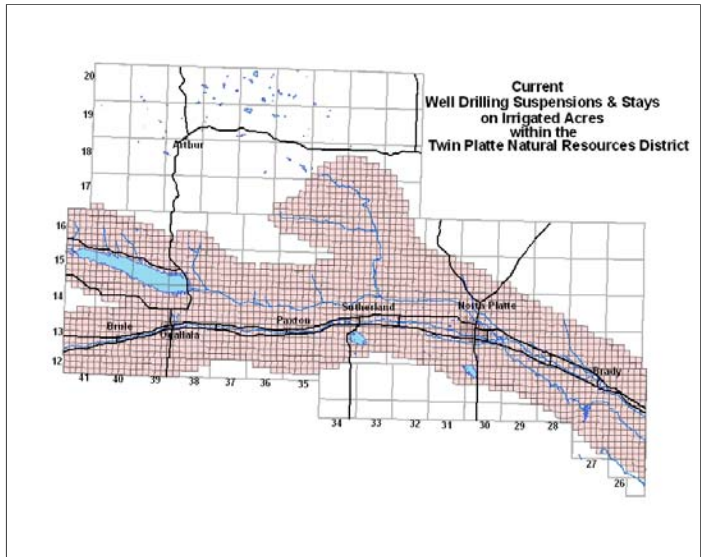 Current
Well Drilling Suspensions & Stays
on Irrigated Acres
within the
Twin Platte Natural Resources District
20
19
18
Arthur
17
16
15
14
Sutherland
North Platte
13
Brule
Ogallala
Paxton
12
Brady
41
40
39
38
37
36
35
34
33
32
31
30
29
28
27
26